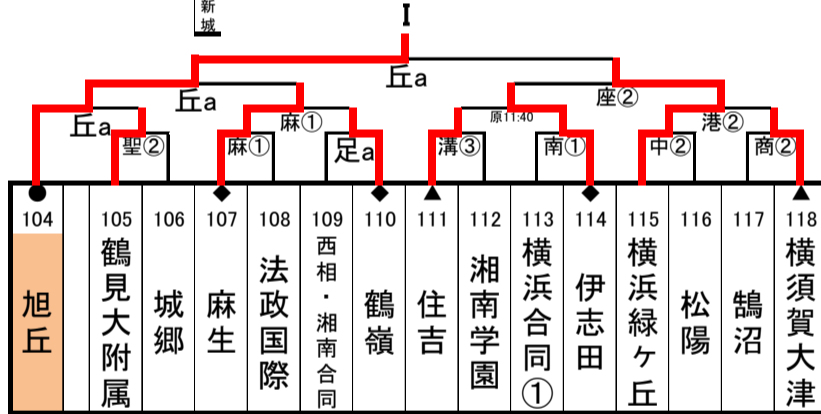 新城
I
丘a
丘a
座②
丘a
麻①
原11:40
港②
聖②
麻①
足a
溝③
南①
中②
商②
104 105 106 107 108 109 110 111 112 113 114 115 116 117 118
旭丘
鶴見大附属
城郷
麻生
法政国際
西相・湘南合同
鶴嶺
住吉
湘南学園
横浜合同①
伊志田
横浜緑ヶ丘
松陽
鵠沼
横須賀大津